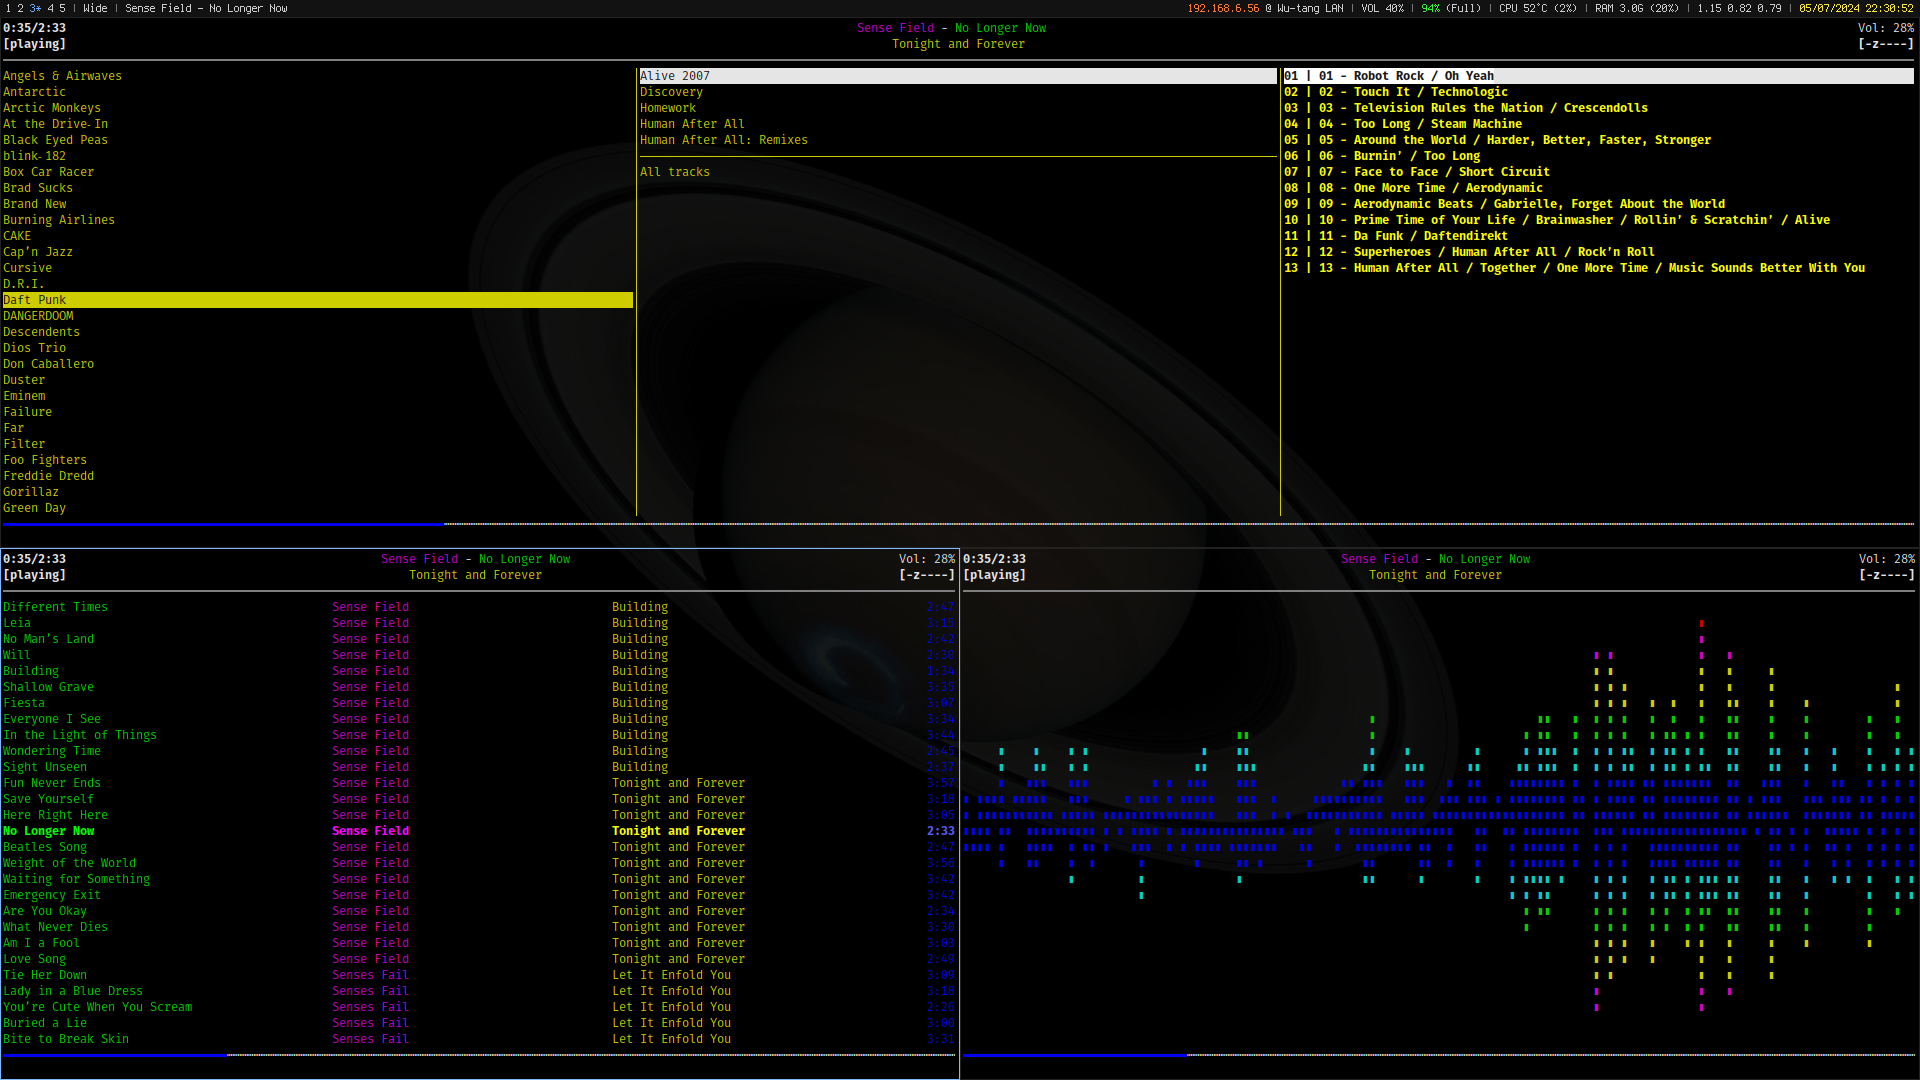 1 2 3* 4 5 | Wide | Sense Field - No Longer Now
192.168.6.56 @ Wu-tang LAN | VOL 40% | 94% (Full) | CPU 52°C (2%) | RAM 3.0G (20%) | 1.15 0.82 0.79 | 05/07/2024 22:30:52
0:35/2:33 Sense Field - No Longer Now Vol: 28%
[playing] Tonight and Forever [-z----]
Angels & Airwaves
Antarctic
Arctic Monkeys
At the Drive-In
Black Eyed Peas
blink-182
Box Car Racer
Brad Sucks
Brand New
Burning Airlines
CAKE
Cap'n Jazz
Cursive
D.R.I.
Daft Punk
DANGERDOOM
Descendents
Dios Trio
Don Caballero
Duster
Eminem
Failure
Far
Filter
Foo Fighters
Freddie Dredd
Gorillaz
Green Day
Alive 2007
Discovery
Homework
Human After All
Human After All: Remixes
All tracks
01 | 01 - Robot Rock / Oh Yeah
02 | 02 - Touch It / Technologic
03 | 03 - Television Rules the Nation / Crescendolls
04 | 04 - Too Long / Steam Machine
05 | 05 - Around the World / Harder, Better, Faster, Stronger
06 | 06 - Burnin' / Too Long
07 | 07 - Face to Face / Short Circuit
08 | 08 - One More Time / Aerodynamic
09 | 09 - Aerodynamic Beats / Gabrielle, Forget About the World
10 | 10 - Prime Time of Your Life / Brainwasher / Rollin' & Scratchin' / Alive
11 | 11 - Da Funk / Daftendirekt
12 | 12 - Superheroes / Human After All / Rock'n Roll
13 | 13 - Human After All / Together / One More Time / Music Sounds Better With You
0:35/2:33 Sense Field - No Longer Now Vol: 28%
[playing] Tonight and Forever [-z----]
Different Times Sense Field Building 2:47
Leia Sense Field Building 3:15
No Man's Land Sense Field Building 2:42
Will Sense Field Building 2:30
Building Sense Field Building 1:34
Shallow Grave Sense Field Building 3:35
Fiesta Sense Field Building 3:07
Everyone I See Sense Field Building 3:34
In the Light of Things Sense Field Building 3:44
Wondering Time Sense Field Building 2:45
Sight Unseen Sense Field Building 2:37
Fun Never Ends Sense Field Tonight and Forever 3:57
Save Yourself Sense Field Tonight and Forever 3:18
Here Right Here Sense Field Tonight and Forever 3:05
No Longer Now Sense Field Tonight and Forever 2:33
Beatles Song Sense Field Tonight and Forever 2:47
Weight of the World Sense Field Tonight and Forever 3:56
Waiting for Something Sense Field Tonight and Forever 3:42
Emergency Exit Sense Field Tonight and Forever 3:42
Are You Okay Sense Field Tonight and Forever 2:34
What Never Dies Sense Field Tonight and Forever 3:30
Am I a Fool Sense Field Tonight and Forever 3:03
Love Song Sense Field Tonight and Forever 2:49
Tie Her Down Senses Fail Let It Enfold You 3:09
Lady in a Blue Dress Senses Fail Let It Enfold You 3:18
You're Cute When You Scream Senses Fail Let It Enfold You 2:26
Buried a Lie Senses Fail Let It Enfold You 3:00
Bite to Break Skin Senses Fail Let It Enfold You 3:31
0:35/2:33 Sense Field - No Longer Now Vol: 28%
[playing] Tonight and Forever [-z----]